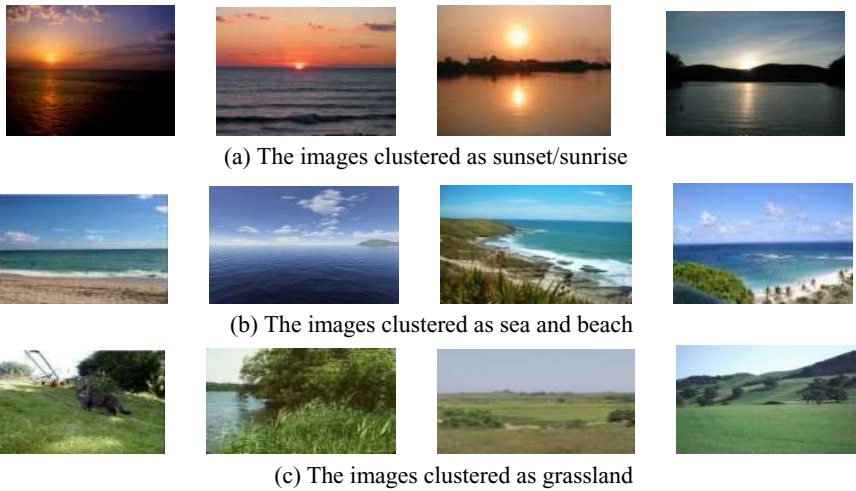 (a) The images clustered as sunset/sunrise
(b) The images clustered as sea and beach
(c) The images clustered as grassland